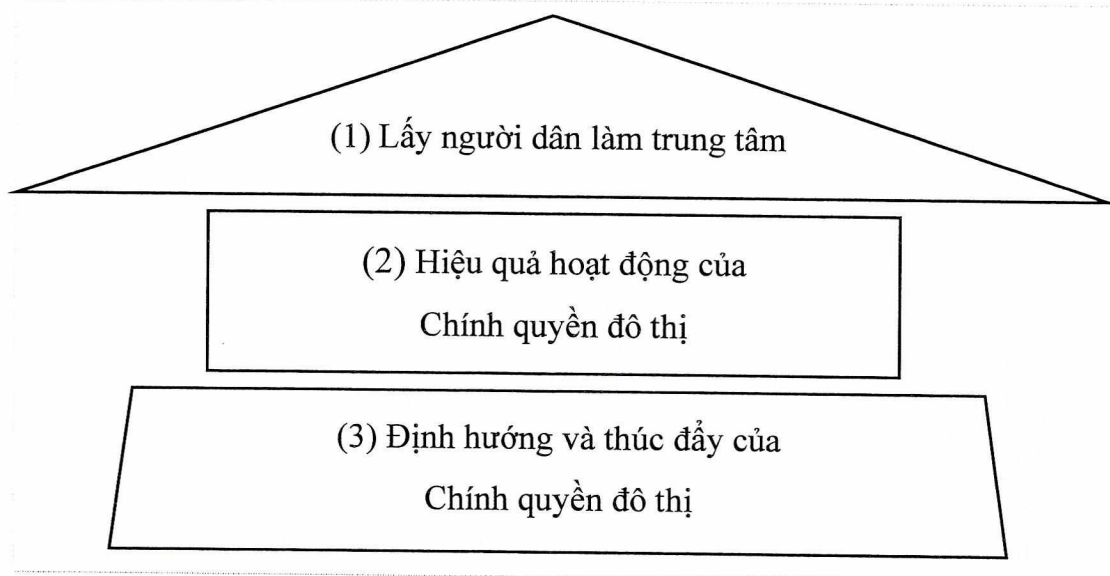 (1) Lấy người dân làm trung tâm
(2) Hiệu quả hoạt động của
Chính quyền đô thị
(3) Định hướng và thúc đẩy của
Chính quyền đô thị